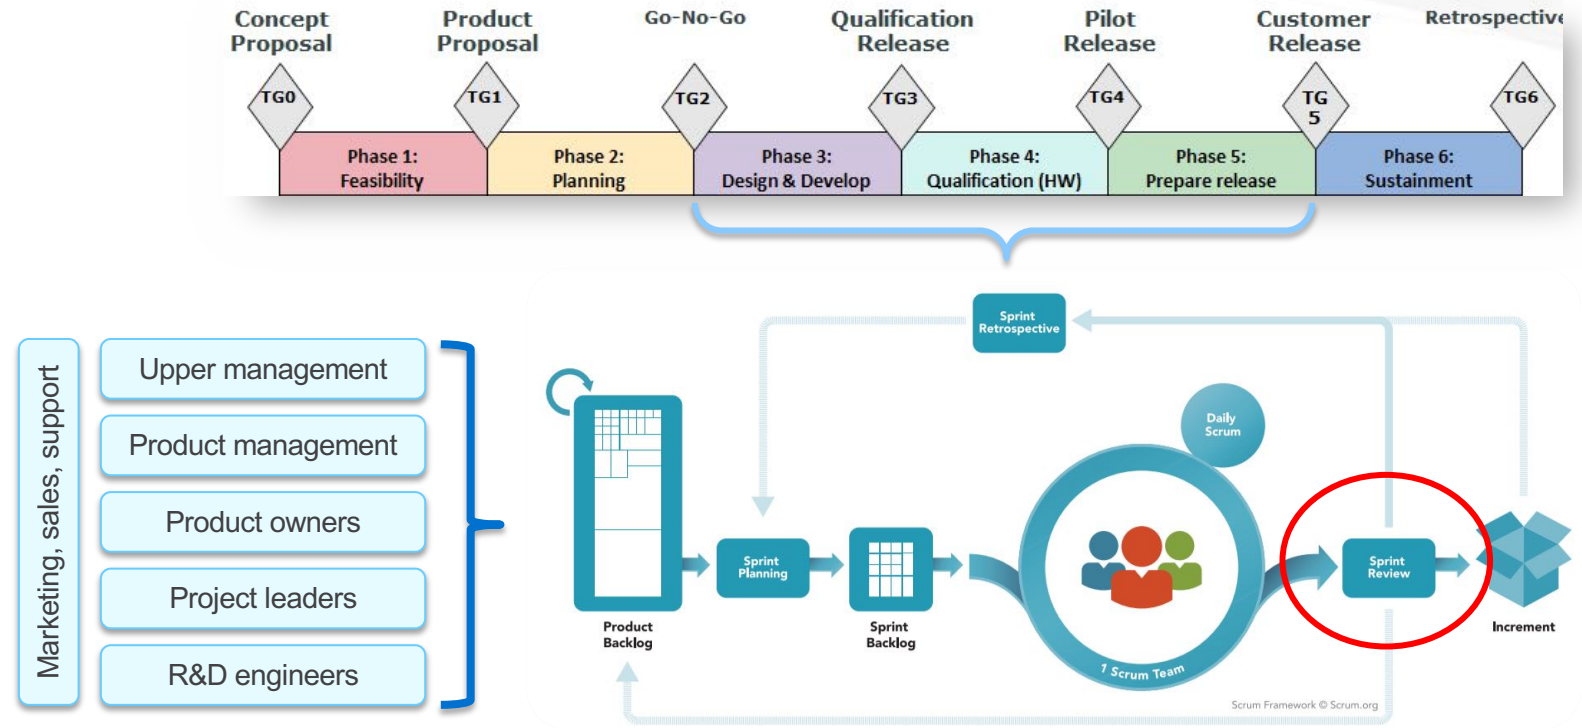 Concept
Proposal
Product
Proposal
Go-No-Go
Qualification
Release
Pilot
Release
Customer
Release
Retrospective
TG0
TG1
TG2
TG3
TG4
TG
5
TG6
Phase 1:
Feasibility
Phase 2:
Planning
Phase 3:
Design & Develop
Phase 4:
Qualification (HW)
Phase 5:
Prepare release
Phase 6:
Sustainment
Marketing, sales, support
Upper management
Product management
Product owners
Project leaders
R&D engineers
Sprint
Retrospective
Daily
Scrum
Sprint
Planning
Sprint
Review
Product
Backlog
Sprint
Backlog
1 Scrum Team
Increment
Scrum Framework © Scrum.org